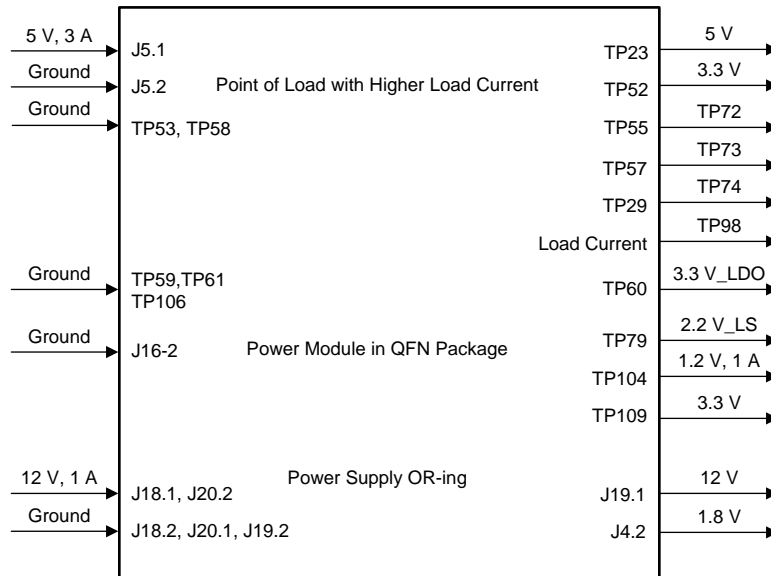 5 V, 3 A
J5.1
Ground
J5.2
Ground
TP53, TP58
Point of Load with Higher Load Current
TP23
5 V
TP52
3.3 V
TP55
TP72
TP57
TP73
TP29
TP74
Load Current
TP98
Ground
TP59,TP61
TP106
TP60
3.3 V_LDO
Ground
J16-2
Power Module in QFN Package
TP79
2.2 V_LS
TP104
1.2 V, 1 A
TP109
3.3 V
12 V, 1 A
J18.1, J20.2
Power Supply OR-ing
J19.1
12 V
Ground
J18.2, J20.1, J19.2
J4.2
1.8 V